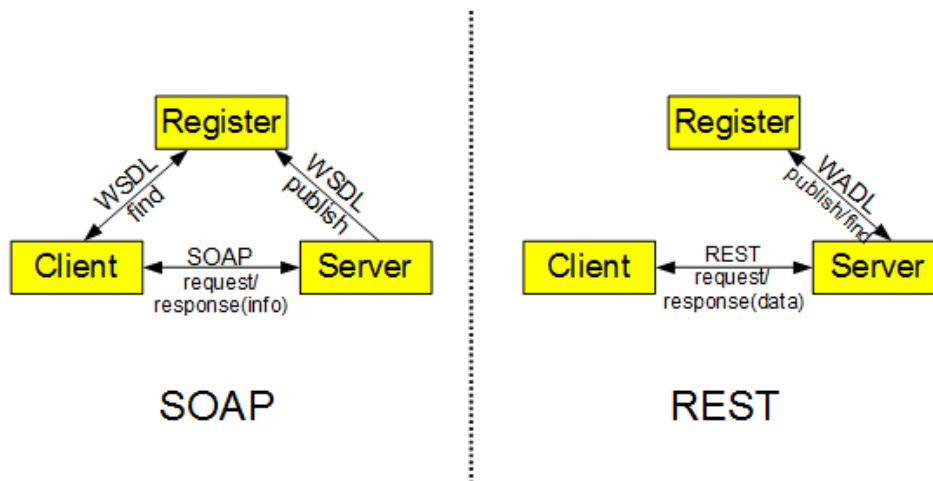 Register
WSDL
find
WSDL
publish
Client
SOAP
request/
response(info)
Server
SOAP
Register
WADL
publish/find
Client
REST
request/
response(data)
Server
REST